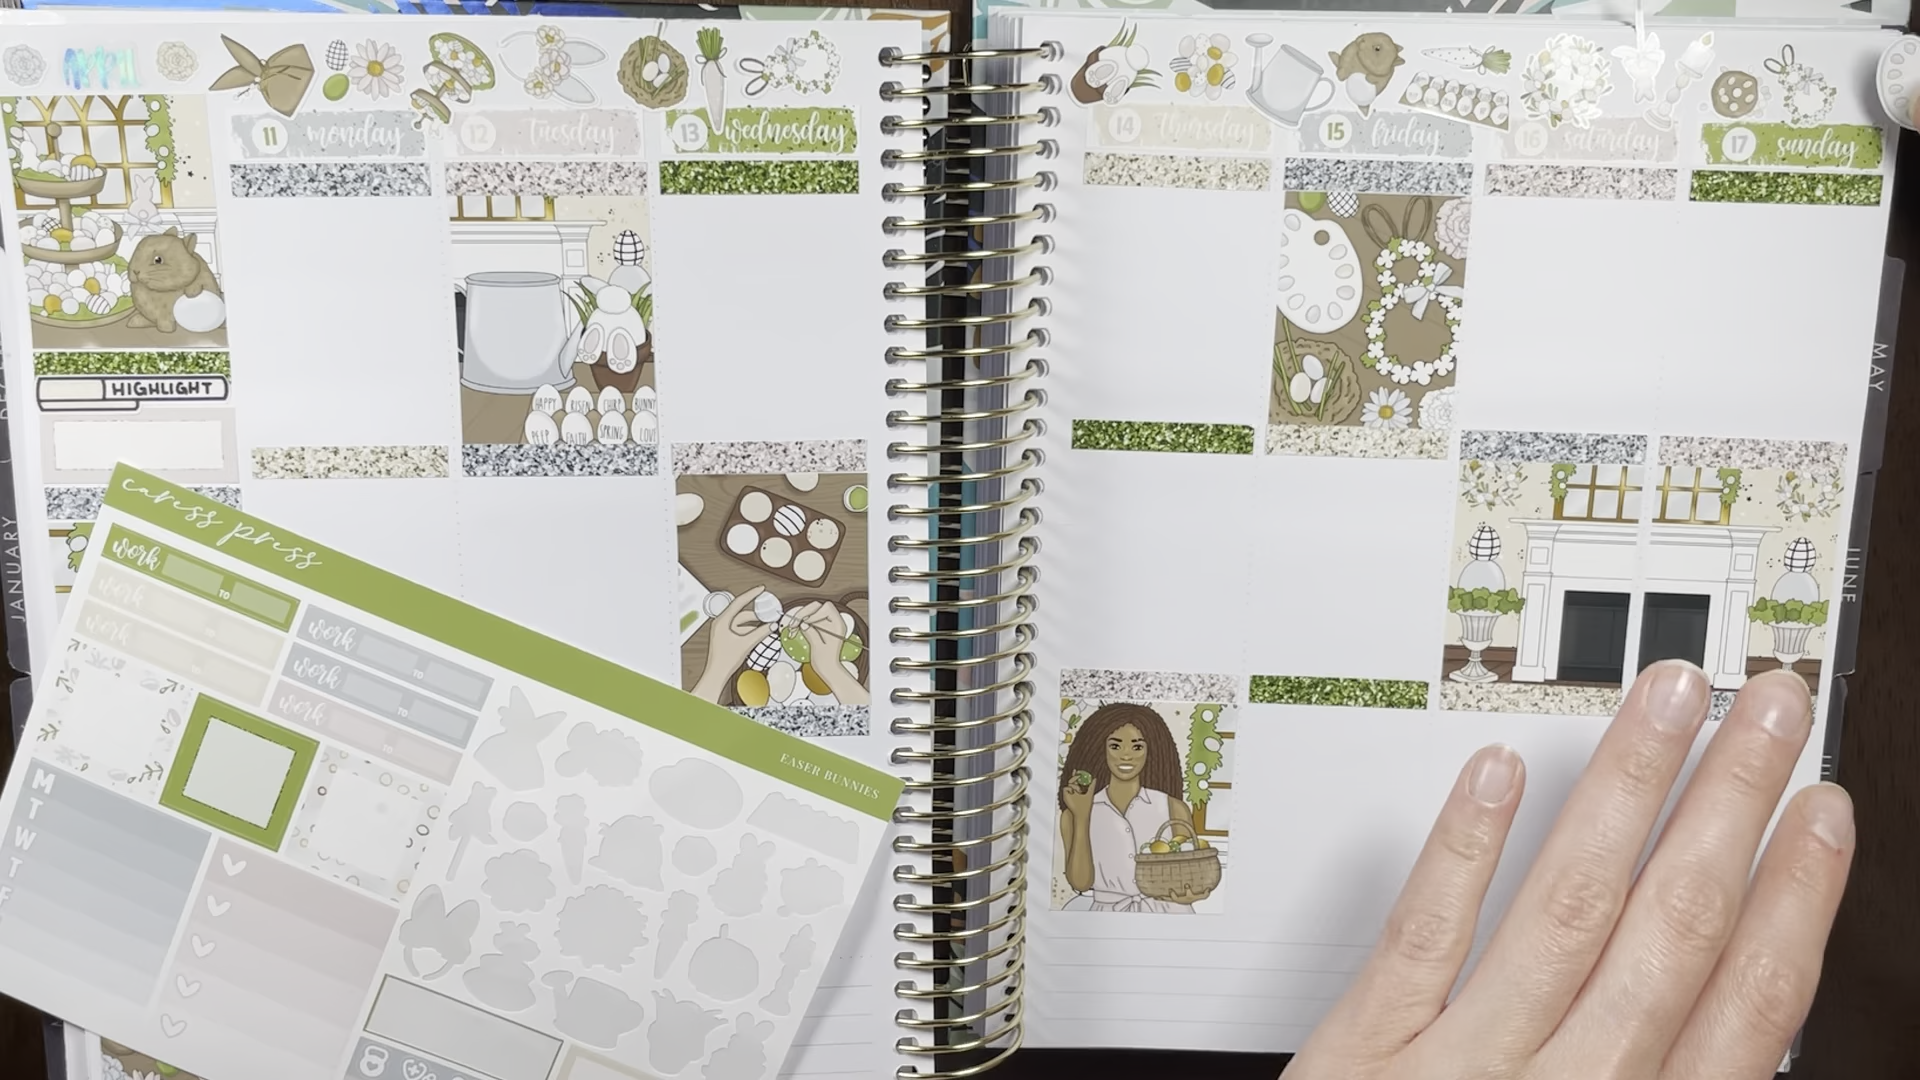 APRIL
11 monday
12 tuesday
13 wednesday
14 thursday
15 friday
16 saturday
17 sunday
HIGHLIGHT
HAPPY RISEN CHIRP BUNNY
PEEP FAITH SPRING LOVE
caress press
EASER BUNNIES
work TO
work TO
work TO
work TO
work TO
work TO
M
T
W
T
F
JANUARY
MAY
JUNE